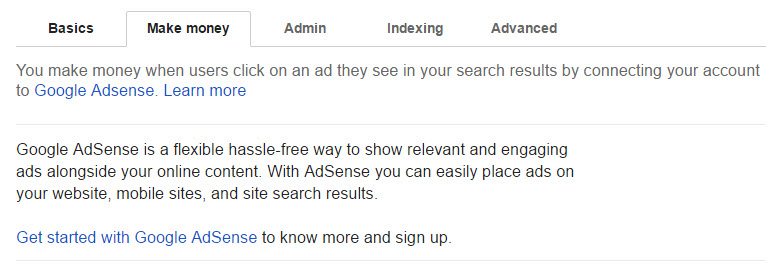 Basics Make money Admin Indexing Advanced
You make money when users click on an ad they see in your search results by connecting your account
to Google Adsense. Learn more
Google AdSense is a flexible hassle-free way to show relevant and engaging
ads alongside your online content. With AdSense you can easily place ads on
your website, mobile sites, and site search results.
Get started with Google AdSense to know more and sign up.